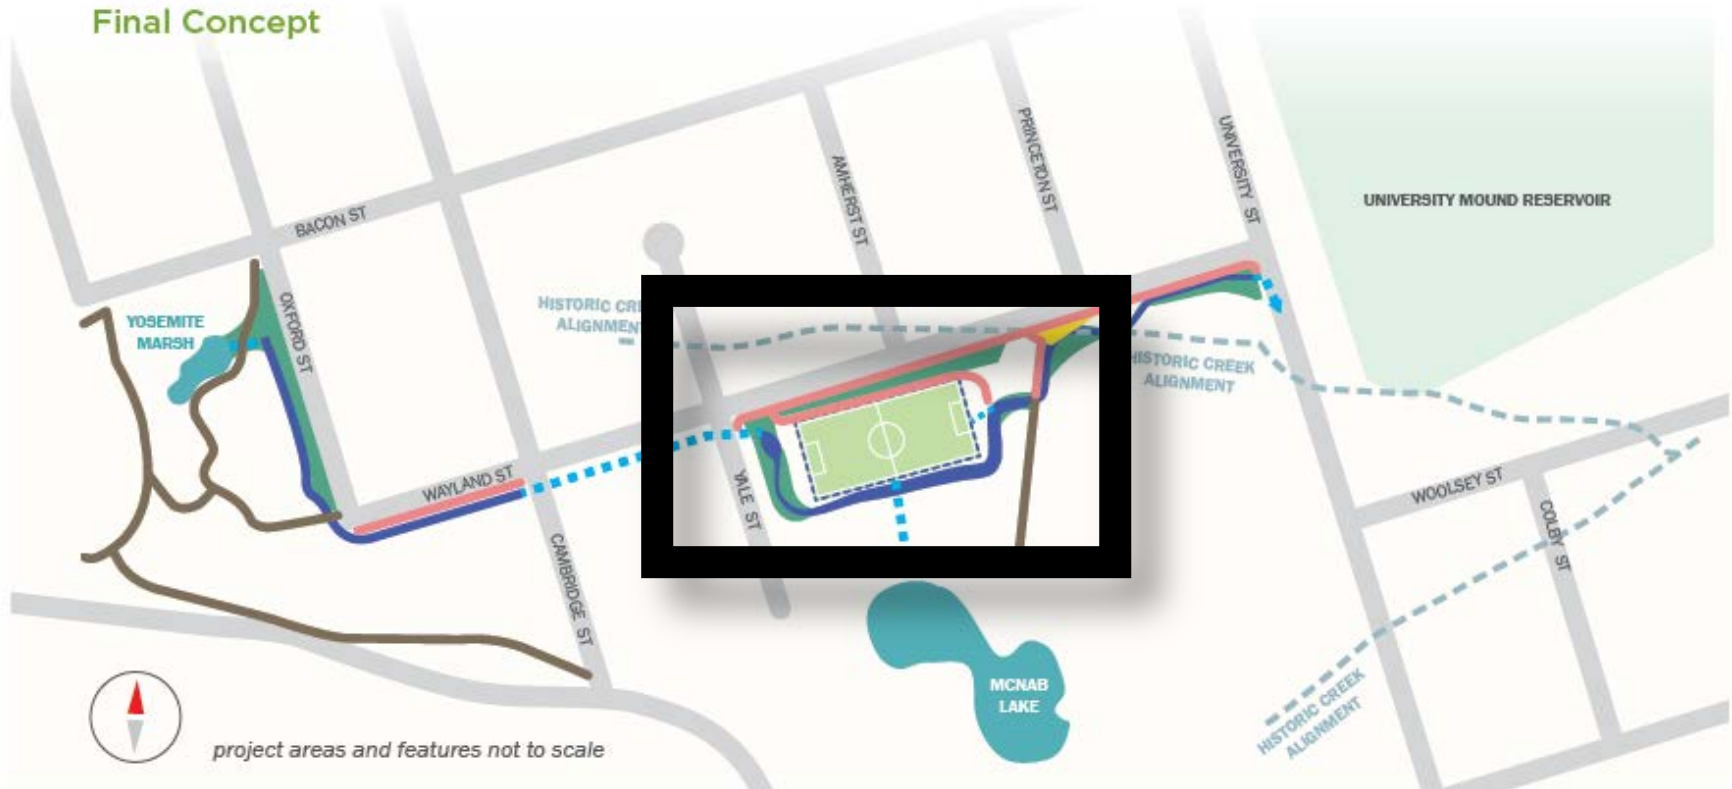 Final Concept
BACON ST
AMHERST ST
PRINCETON ST
UNIVERSITY ST
UNIVERSITY MOUND RESERVOIR
YOSEMITE
MARSH
OXFORD ST
HISTORIC CRE
ALIGNMENT
HISTORIC CREEK
ALIGNMENT
WAYLAND ST
YALE ST
CAMBRIDGE ST
WOOLSEY ST
COLBY ST
MCNAB
LAKE
HISTORIC CREEK
ALIGNMENT
project areas and features not to scale